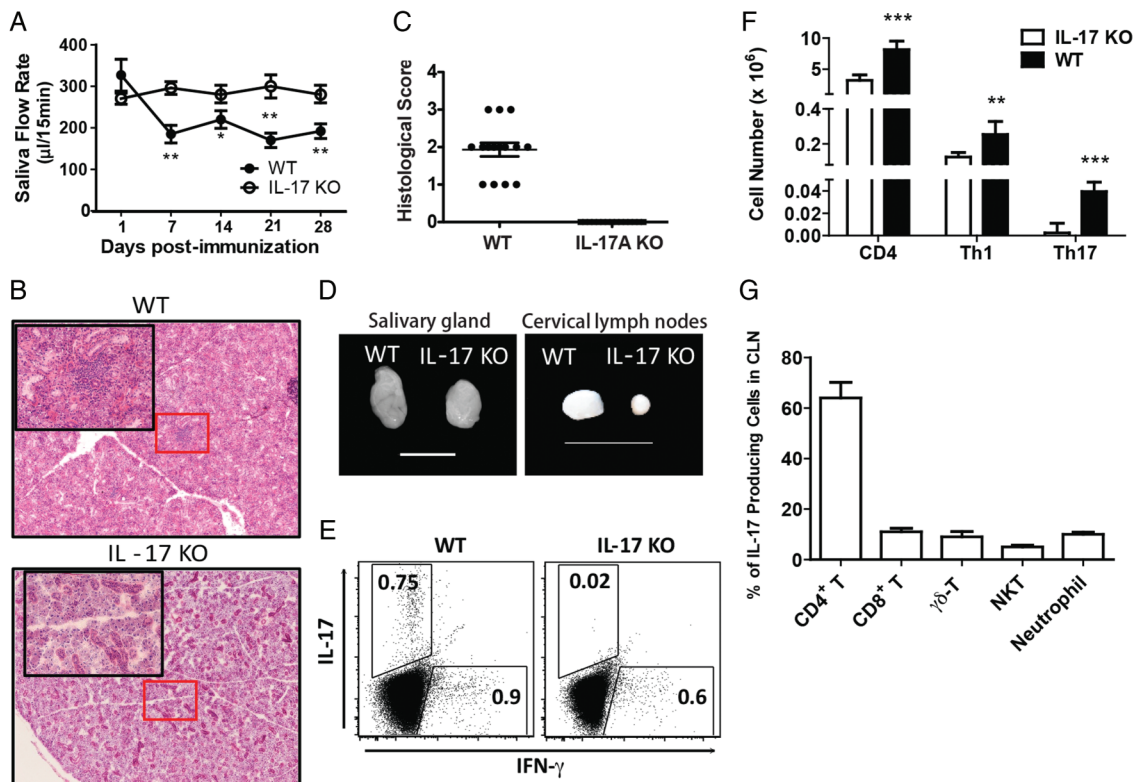 A
Saliva Flow Rate
(µl/15min)
400
300
200
100
0
**
*
**
**
WT
IL-17 KO
1 7 14 21 28
Days post-immunization
B
WT
IL -17 KO
C
Histological Score
4
3
2
1
0
WT IL-17A KO
D
Salivary gland
WT IL-17 KO
Cervical lymph nodes
WT IL-17 KO
E
WT IL-17 KO
0.75
0.9
0.02
0.6
IL-17
IFN-γ
F
Cell Number (x 10⁶)
10
5
0.2
0.04
0.02
0.00
***
**
***
IL-17 KO
WT
CD4 Th1 Th17
G
% of IL-17 Producing Cells in CLN
80
60
40
20
0
CD4⁺ T
CD8⁺ T
γδ-T
NKT
Neutrophil